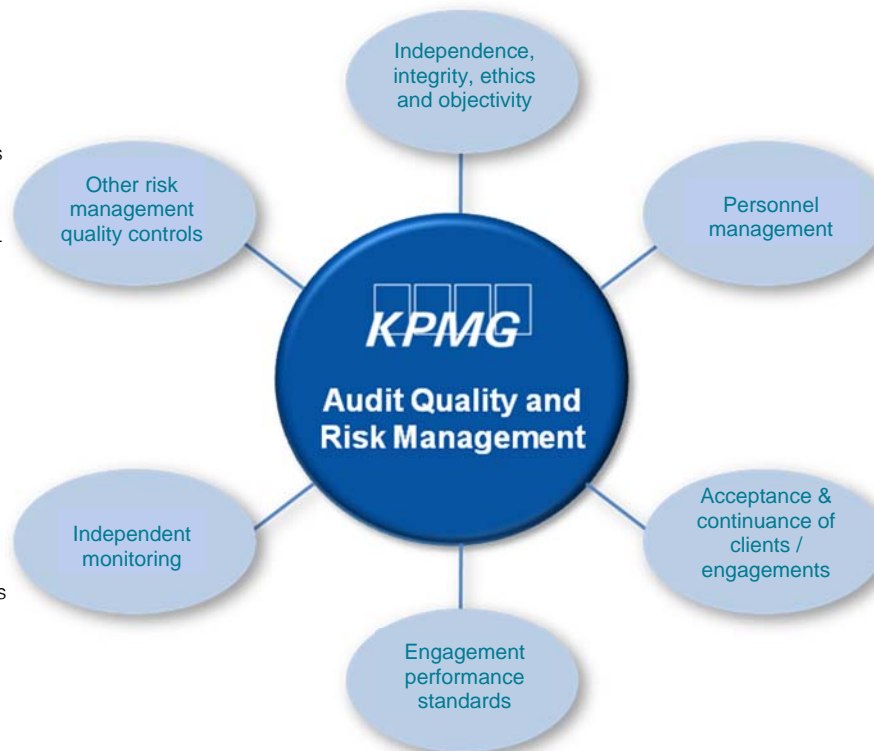 Independence,
integrity, ethics
and objectivity
Personnel
management
Acceptance &
continuance of
clients /
engagements
Engagement
performance
standards
Independent
monitoring
Other risk
management
quality controls
KPMG
Audit Quality and
Risk Management
s
s